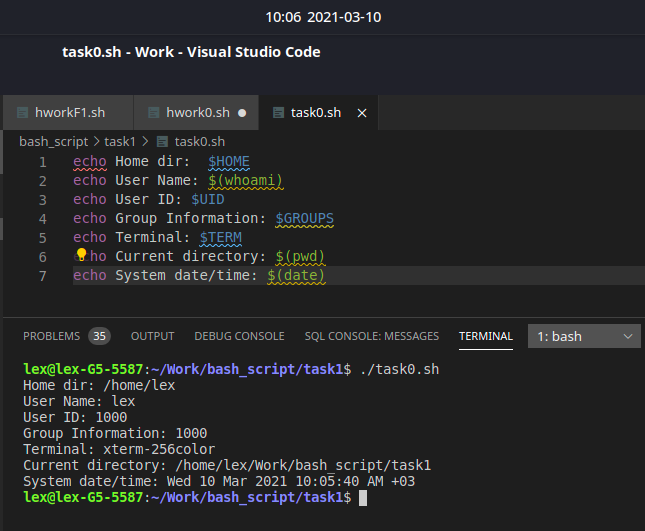 10:06 2021-03-10
task0.sh - Work - Visual Studio Code
hworkF1.sh hwork0.sh task0.sh
bash_script task1 task0.sh
1 echo Home dir:  $HOME
2 echo User Name: $(whoami)
3 echo User ID: $UID
4 echo Group Information: $GROUPS
5 echo Terminal: $TERM
6 ho Current directory: $(pwd)
7 echo System date/time: $(date)
PROBLEMS 35 OUTPUT DEBUG CONSOLE SQL CONSOLE: MESSAGES TERMINAL 1: bash
lex@lex-G5-5587:~/Work/bash_script/task1$ ./task0.sh
Home dir: /home/lex
User Name: lex
User ID: 1000
Group Information: 1000
Terminal: xterm-256color
Current directory: /home/lex/Work/bash_script/task1
System date/time: Wed 10 Mar 2021 10:05:40 AM +03
lex@lex-G5-5587:~/Work/bash_script/task1$